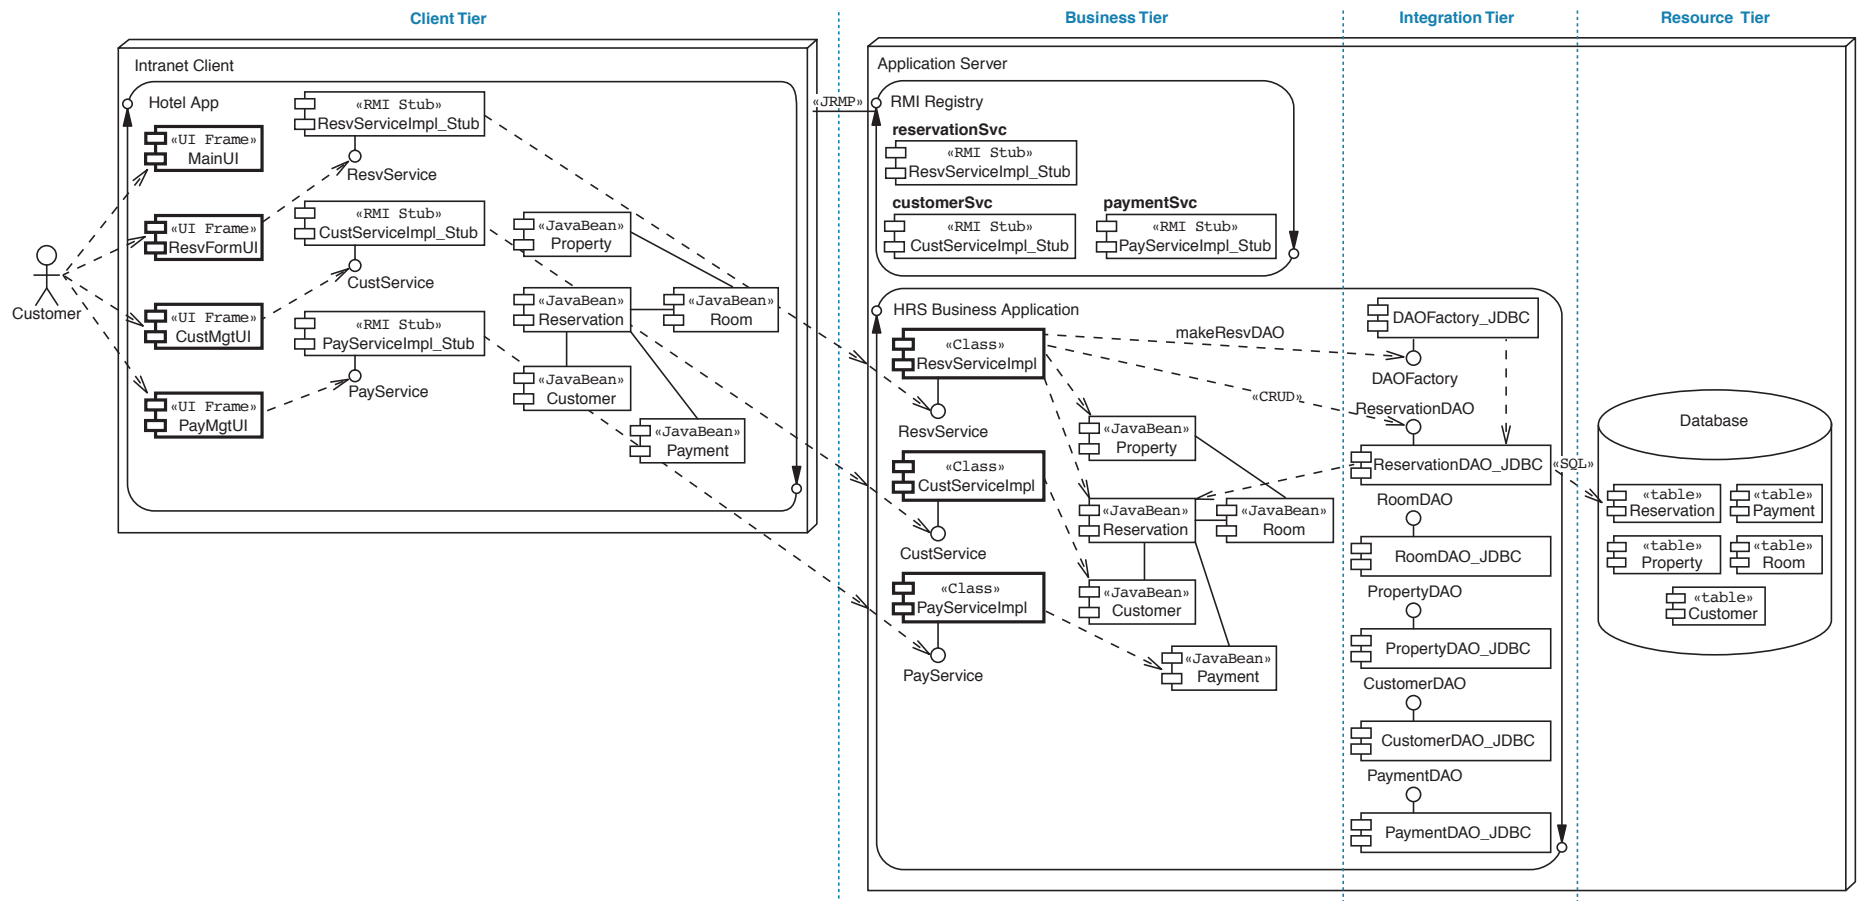 Client Tier
Business Tier
Integration Tier
Resource Tier
Intranet Client
Hotel App
«UI Frame»
MainUI
«UI Frame»
ResvFormUI
«UI Frame»
CustMgtUI
«UI Frame»
PayMgtUI
Customer
«RMI Stub»
ResvServiceImpl_Stub
ResvService
«RMI Stub»
CustServiceImpl_Stub
CustService
«RMI Stub»
PayServiceImpl_Stub
PayService
«JavaBean»
Property
«JavaBean»
Reservation
«JavaBean»
Room
«JavaBean»
Customer
«JavaBean»
Payment
«JRMP»
Application Server
RMI Registry
reservationSvc
«RMI Stub»
ResvServiceImpl_Stub
customerSvc
«RMI Stub»
CustServiceImpl_Stub
paymentSvc
«RMI Stub»
PayServiceImpl_Stub
HRS Business Application
«Class»
ResvServiceImpl
ResvService
«Class»
CustServiceImpl
CustService
«Class»
PayServiceImpl
PayService
makeResvDAO
«CRUD»
«JavaBean»
Property
«JavaBean»
Reservation
«JavaBean»
Room
«JavaBean»
Customer
«JavaBean»
Payment
DAOFactory_JDBC
DAOFactory
ReservationDAO
ReservationDAO_JDBC
RoomDAO
RoomDAO_JDBC
PropertyDAO
PropertyDAO_JDBC
CustomerDAO
CustomerDAO_JDBC
PaymentDAO
PaymentDAO_JDBC
«SQL»
Database
«table»
Reservation
«table»
Payment
«table»
Property
«table»
Room
«table»
Customer